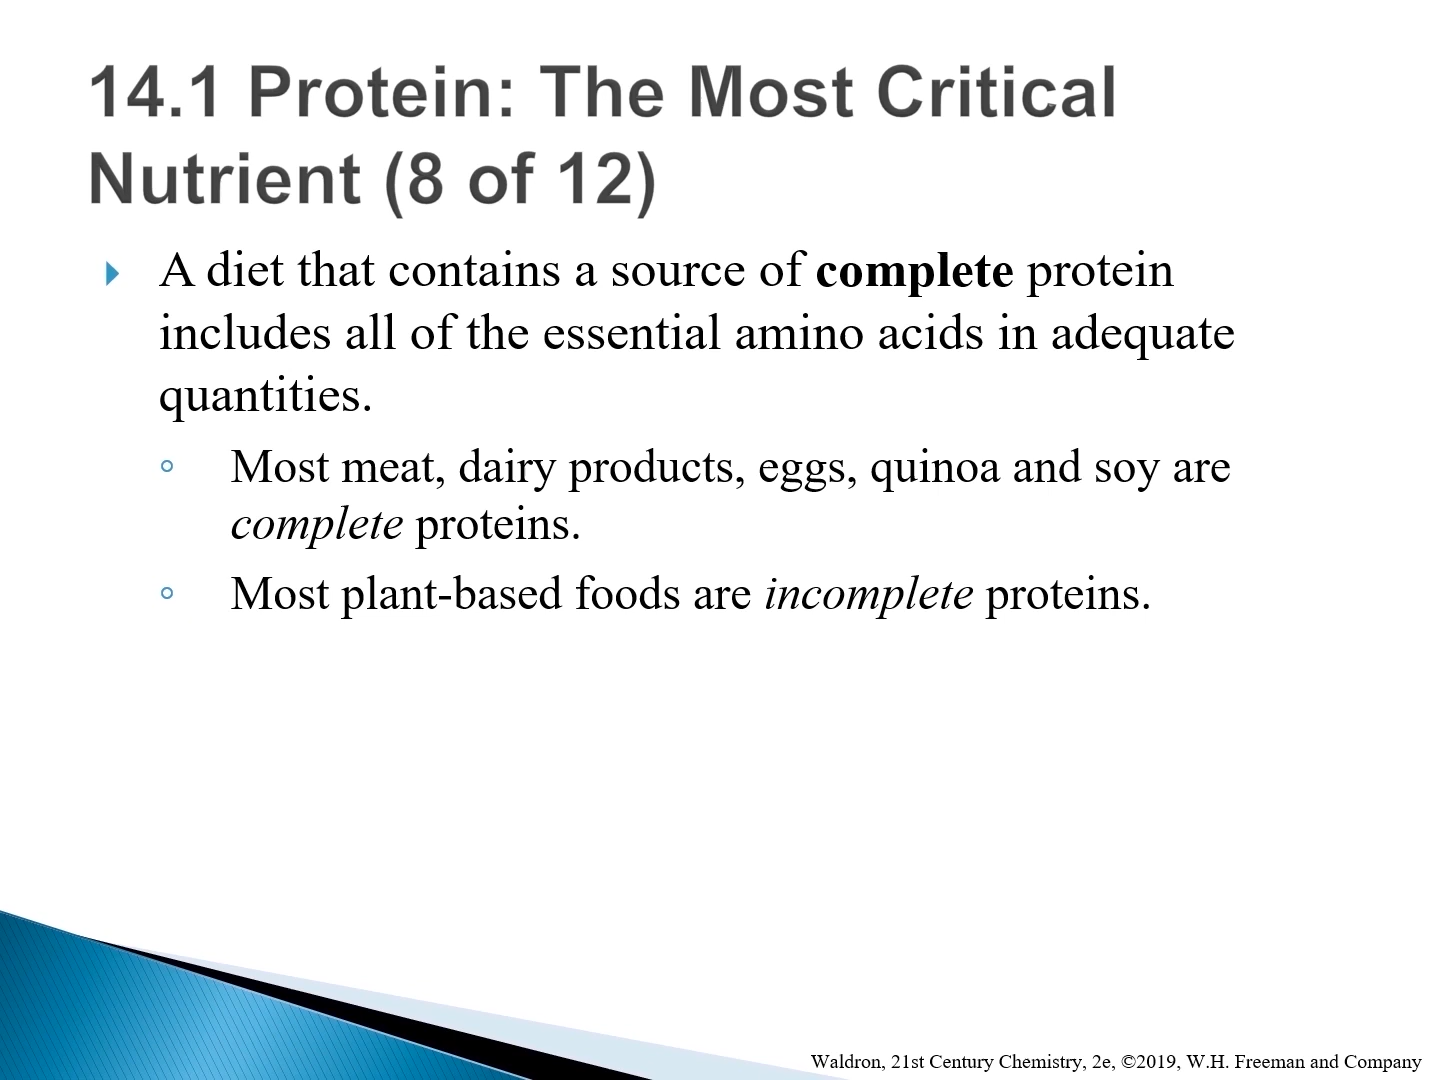 14.1 Protein: The Most Critical
Nutrient (8 of 12)
A diet that contains a source of complete protein
includes all of the essential amino acids in adequate
quantities.
Most meat, dairy products, eggs, quinoa and soy are
complete proteins.
Most plant-based foods are incomplete proteins.
Waldron, 21st Century Chemistry, 2e, ©2019, W.H. Freeman and Company